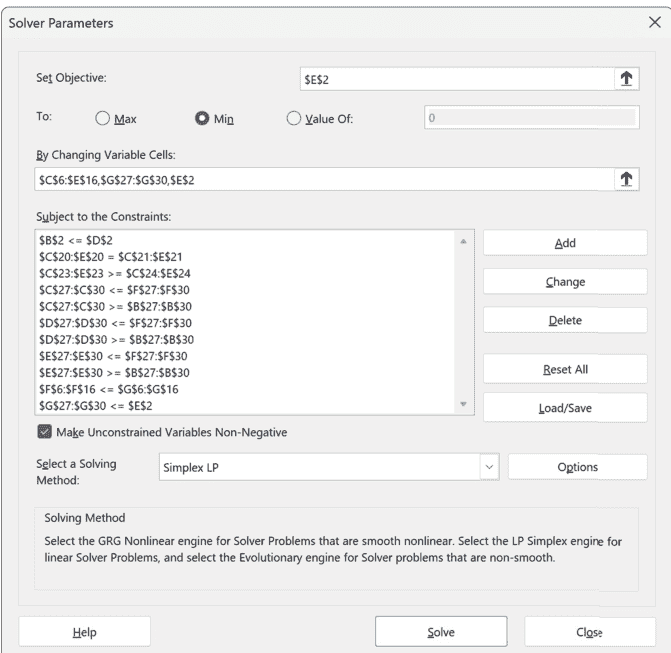 Solver Parameters
Set Objective:
$E$2
To:
Max
Min
Value Of:
0
By Changing Variable Cells:
$C$6:$E$16,$G$27:$G$30,$E$2
Subject to the Constraints:
$B$2 <= $D$2
$C$20:$E$20 = $C$21:$E$21
$C$23:$E$23 >= $C$24:$E$24
$C$27:$C$30 <= $F$27:$F$30
$C$27:$C$30 >= $B$27:$B$30
$D$27:$D$30 <= $F$27:$F$30
$D$27:$D$30 >= $B$27:$B$30
$E$27:$E$30 <= $F$27:$F$30
$E$27:$E$30 >= $B$27:$B$30
$F$6:$F$16 <= $G$6:$G$16
$G$27:$G$30 <= $E$2
Add
Change
Delete
Reset All
Load/Save
Make Unconstrained Variables Non-Negative
Select a Solving
Method:
Simplex LP
Options
Solving Method
Select the GRG Nonlinear engine for Solver Problems that are smooth nonlinear. Select the LP Simplex engine for
linear Solver Problems, and select the Evolutionary engine for Solver problems that are non-smooth.
Help
Solve
Close